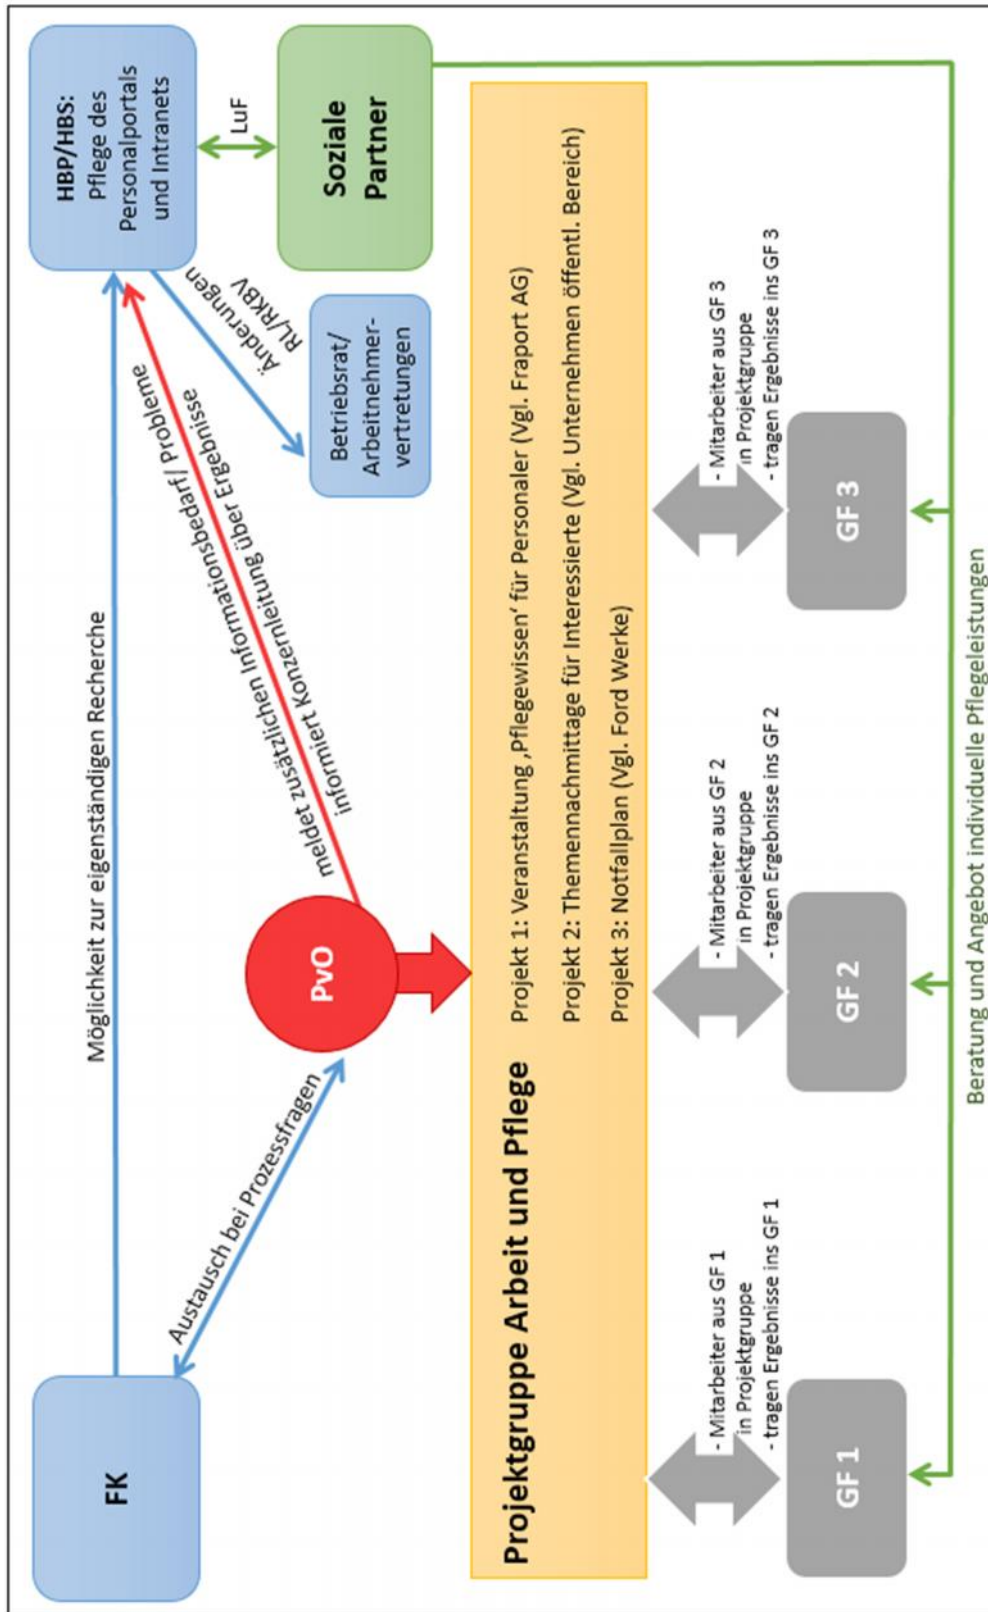 FK
Möglichkeit zur eigenständigen Recherche
HBP/HBS:
Pflege des
Personalportals
und Intranets
Austausch bei Prozessfragen
PvO
meldet zusätzlichen Informationsbedarf/ Probleme
informiert Konzernleitung über Ergebnisse
Änderungen
RL/RKBV
LuF
Betriebsrat/
Arbeitnehmer-
vertretungen
Soziale
Partner
Projektgruppe Arbeit und Pflege
Projekt 1: Veranstaltung ‚Pflegewissen‘ für Personaler (Vgl. Fraport AG)
Projekt 2: Themennachmittage für Interessierte (Vgl. Unternehmen öffentl. Bereich)
Projekt 3: Notfallplan (Vgl. Ford Werke)
- Mitarbeiter aus GF 1
in Projektgruppe
- tragen Ergebnisse ins GF 1
- Mitarbeiter aus GF 2
in Projektgruppe
- tragen Ergebnisse ins GF 2
- Mitarbeiter aus GF 3
in Projektgruppe
- tragen Ergebnisse ins GF 3
GF 1
GF 2
GF 3
Beratung und Angebot individuelle Pflegeleistungen